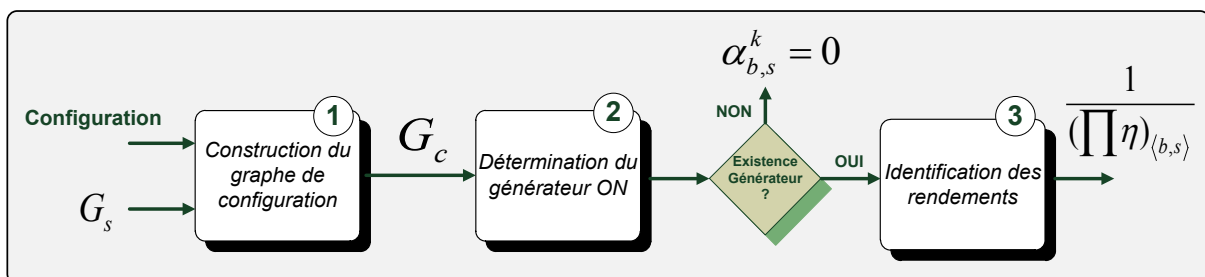 Configuration
G_s
1
Construction du
graphe de
configuration
G_c
2
Détermination du
générateur ON
α^k_{b,s} = 0
NON
Existence
Générateur
?
OUI
3
Identification des
rendements
1
(∏η)_{⟨b,s⟩}